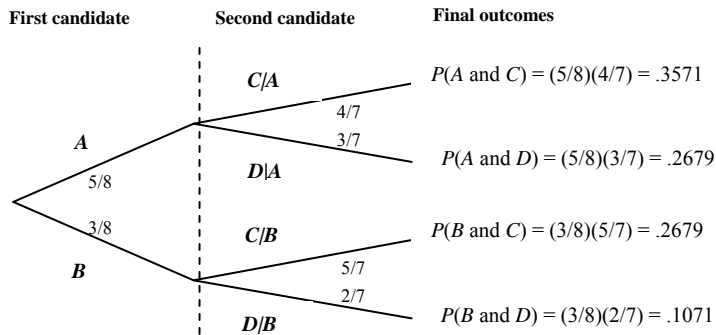 First candidate Second candidate Final outcomes
C/A
P(A and C) = (5/8)(4/7) = .3571
4/7
A
3/7
5/8
D|A
P(A and D) = (5/8)(3/7) = .2679
3/8
C/B
P(B and C) = (3/8)(5/7) = .2679
B
5/7
2/7
D/B
P(B and D) = (3/8)(2/7) = .1071